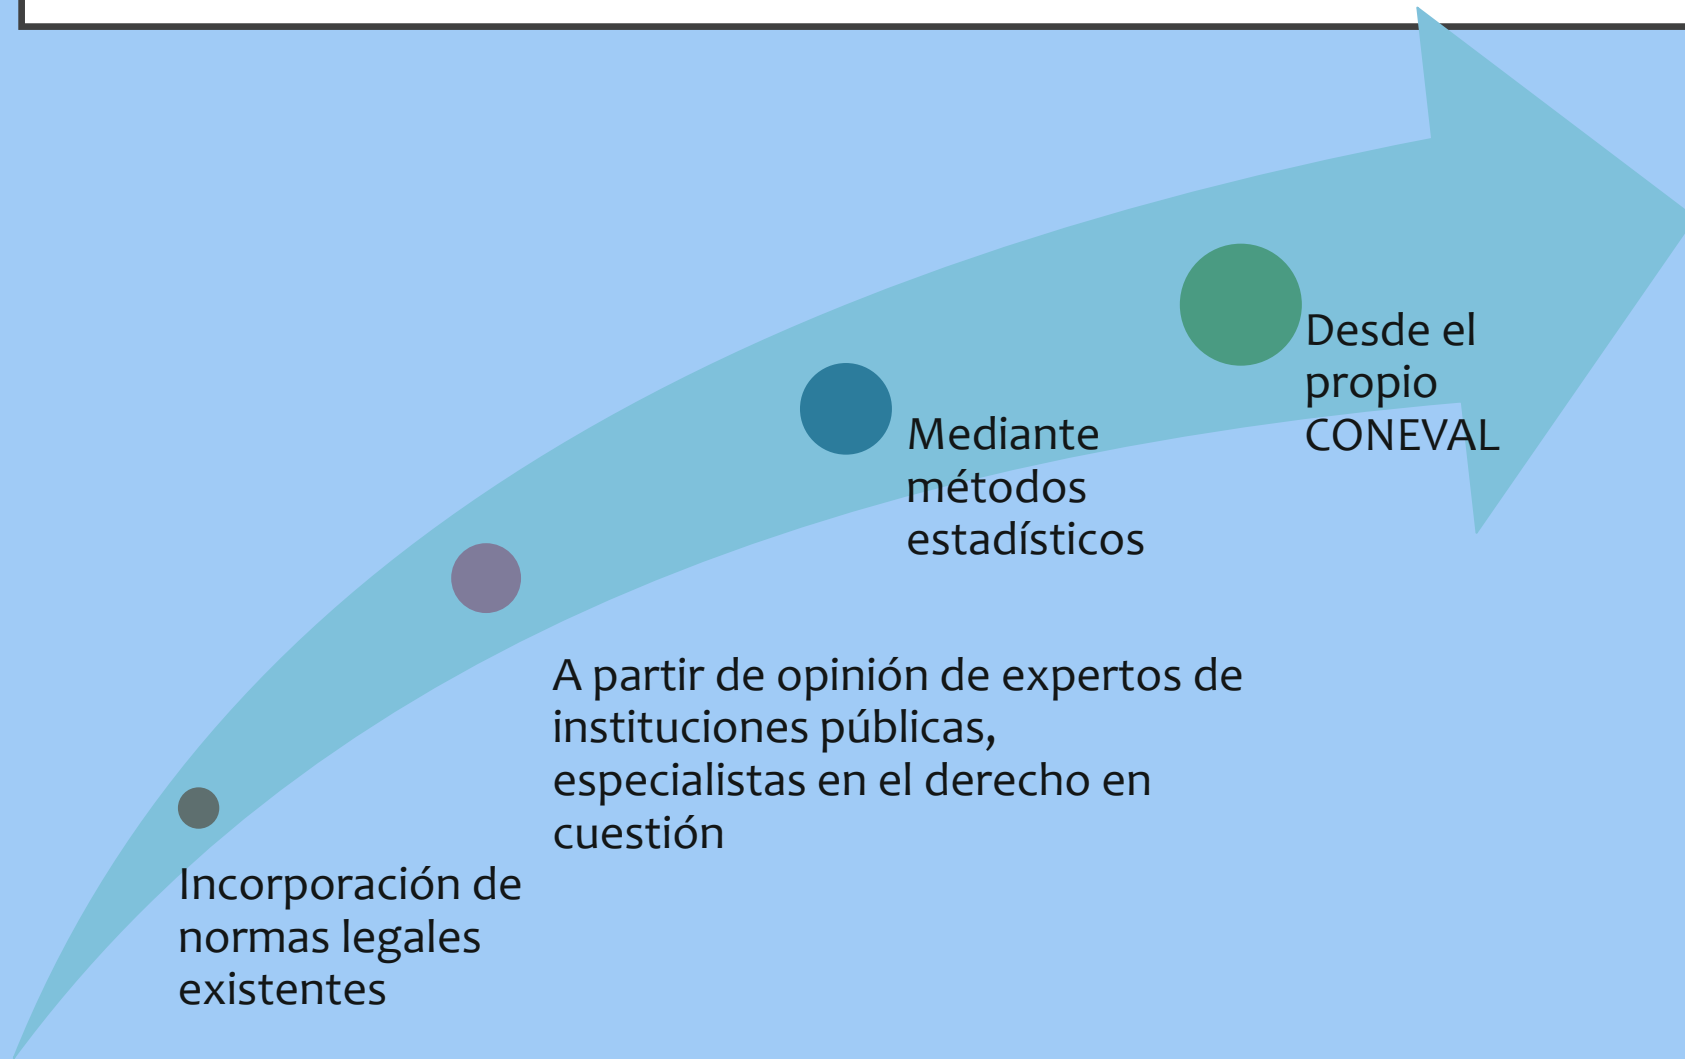 Incorporación de
normas legales
existentes
A partir de opinión de expertos de
instituciones públicas,
especialistas en el derecho en
cuestión
Mediante
métodos
estadísticos
Desde el
propio
CONEVAL